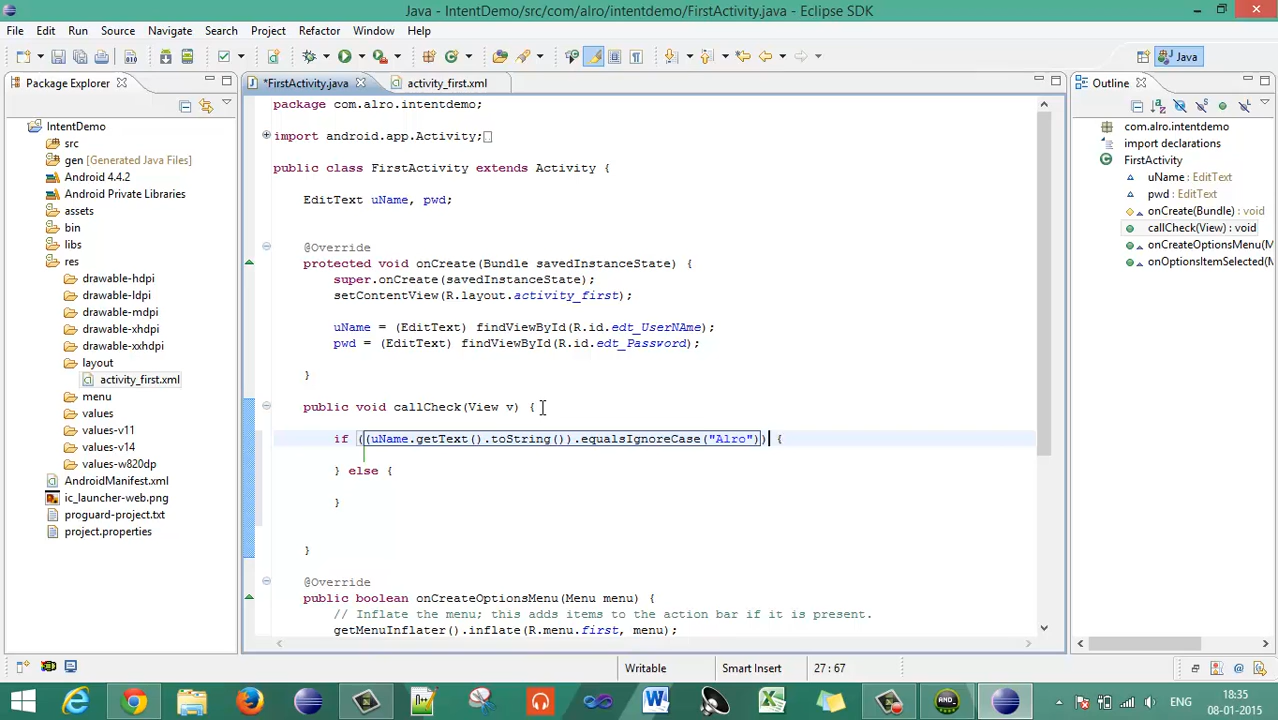 Java - IntentDemo/src/com/alro/intentdemo/FirstActivity.java - Eclipse SDK
File Edit Run Source Navigate Search Project Refactor Window Help
Java
Package Explorer
*FirstActivity.java
activity_first.xml
Outline
IntentDemo
src
gen [Generated Java Files]
Android 4.4.2
Android Private Libraries
assets
bin
libs
res
drawable-hdpi
drawable-ldpi
drawable-mdpi
drawable-xhdpi
drawable-xxhdpi
layout
activity_first.xml
menu
values
values-v11
values-v14
values-w820dp
AndroidManifest.xml
ic_launcher-web.png
proguard-project.txt
project.properties
package com.alro.intentdemo;
import android.app.Activity;
public class FirstActivity extends Activity {
EditText uName, pwd;
@Override
protected void onCreate(Bundle savedInstanceState) {
super.onCreate(savedInstanceState);
setContentView(R.layout.activity_first);
uName = (EditText) findViewById(R.id.edt_UserNAme);
pwd = (EditText) findViewById(R.id.edt_Password);
}
public void callCheck(View v) {
if ((uName.getText().toString()).equalsIgnoreCase("Alro")) {
} else {
}
}
@Override
public boolean onCreateOptionsMenu(Menu menu) {
// Inflate the menu; this adds items to the action bar if it is present.
getMenuInflater().inflate(R.menu.first, menu);
com.alro.intentdemo
import declarations
FirstActivity
uName : EditText
pwd : EditText
onCreate(Bundle) : void
callCheck(View) : void
onCreateOptionsMenu(M
onOptionsItemSelected(M
Writable
Smart Insert
27 : 67
18:35
08-01-2015